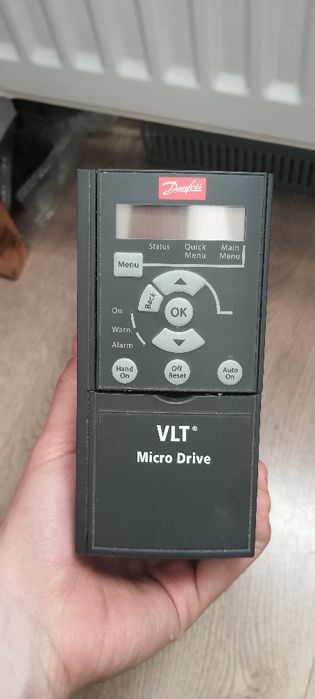 Danfoss
Status Quick Menu Main Menu
Menu
Back
OK
On
Warn.
Alarm
Hand On
Off Reset
Auto On
VLT®
Micro Drive